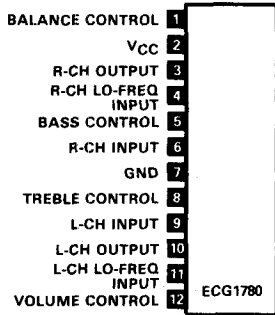 BALANCE CONTROL 1
VCC 2
R-CH OUTPUT 3
R-CH LO-FREQ
INPUT 4
BASS CONTROL 5
R-CH INPUT 6
GND 7
TREBLE CONTROL 8
L-CH INPUT 9
L-CH OUTPUT 10
L-CH LO-FREQ
INPUT 11
VOLUME CONTROL 12
ECG1780